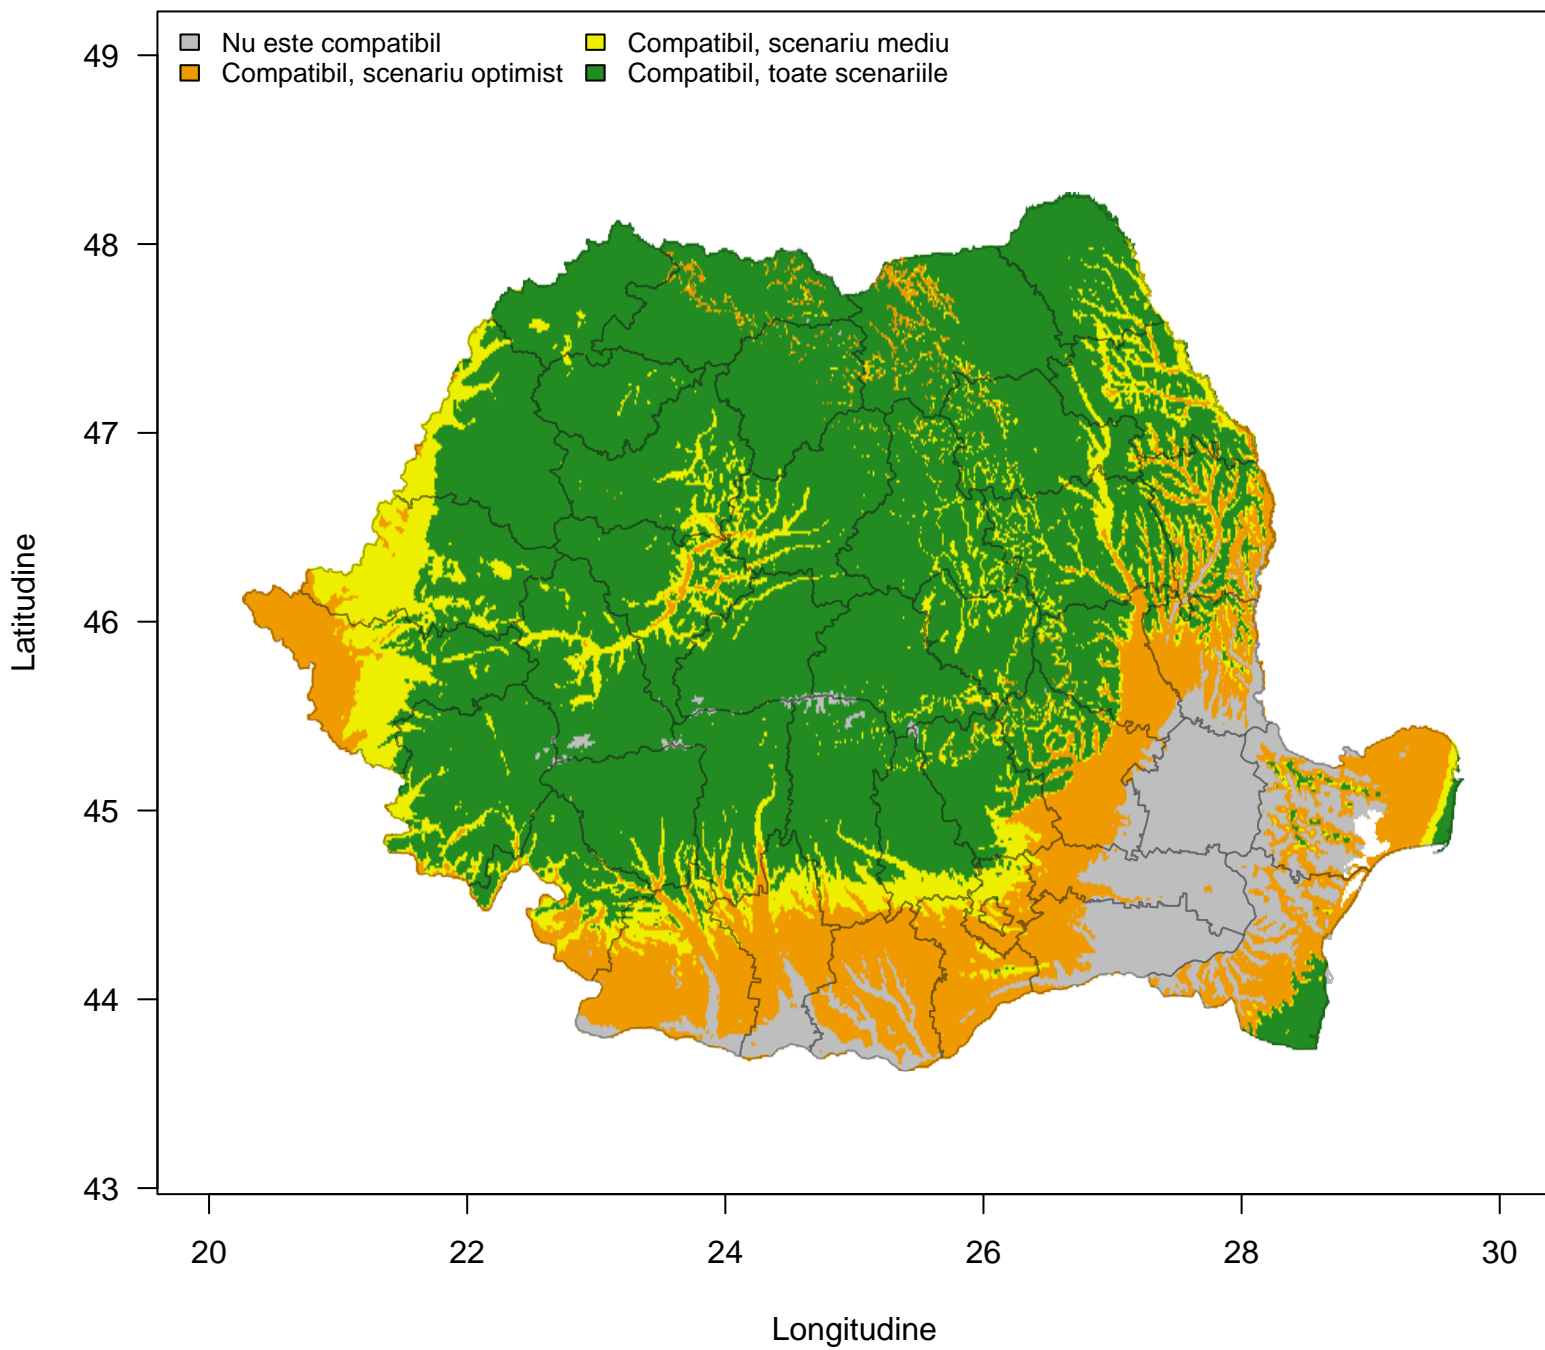 Nu este compatibil
Compatibil, scenariu optimist
Compatibil, scenariu mediu
Compatibil, toate scenariile
49
48
47
46
45
44
43
Latitudine
20 22 24 26 28 30
Longitudine